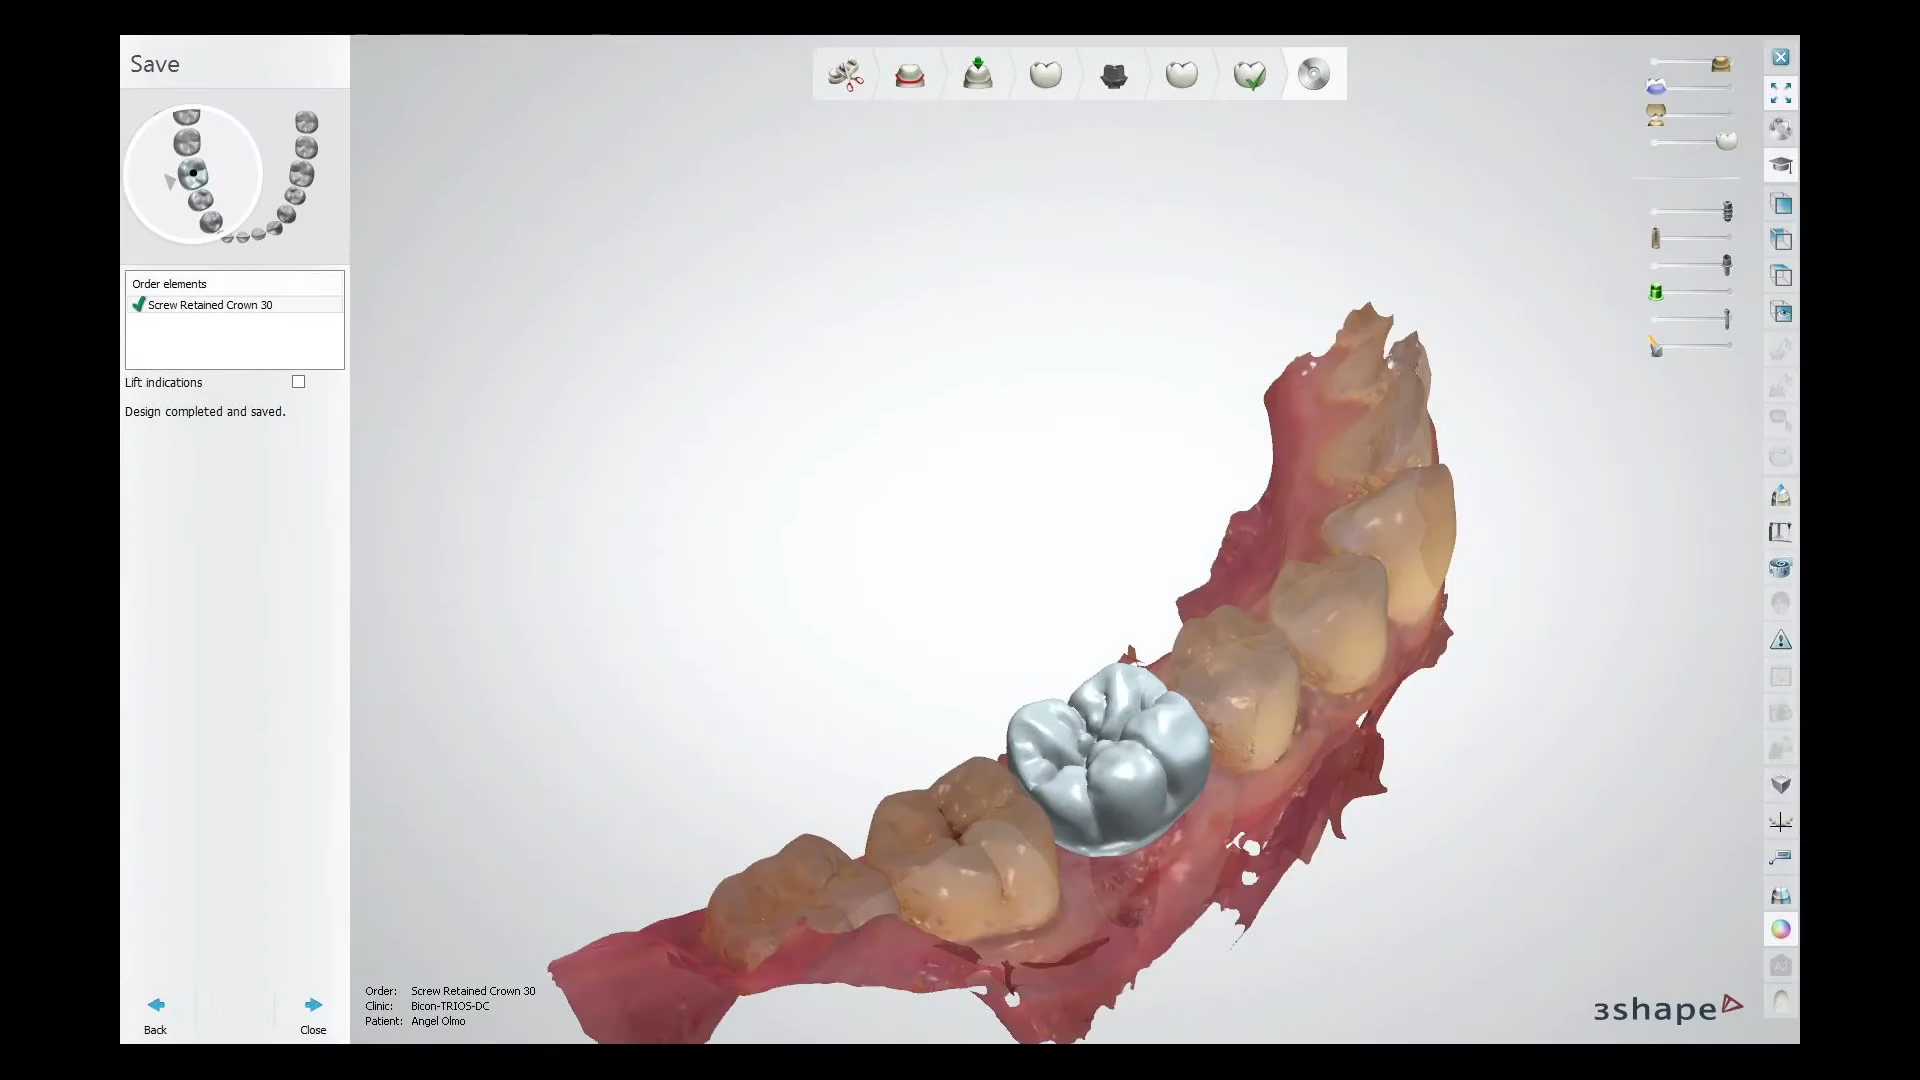 Save
Order elements
Screw Retained Crown 30
Lift indications
Design completed and saved.
Back
Close
Order: Screw Retained Crown 30
Clinic: Bicon-TRIOS-DC
Patient: Angel Olmo
3shape
A2